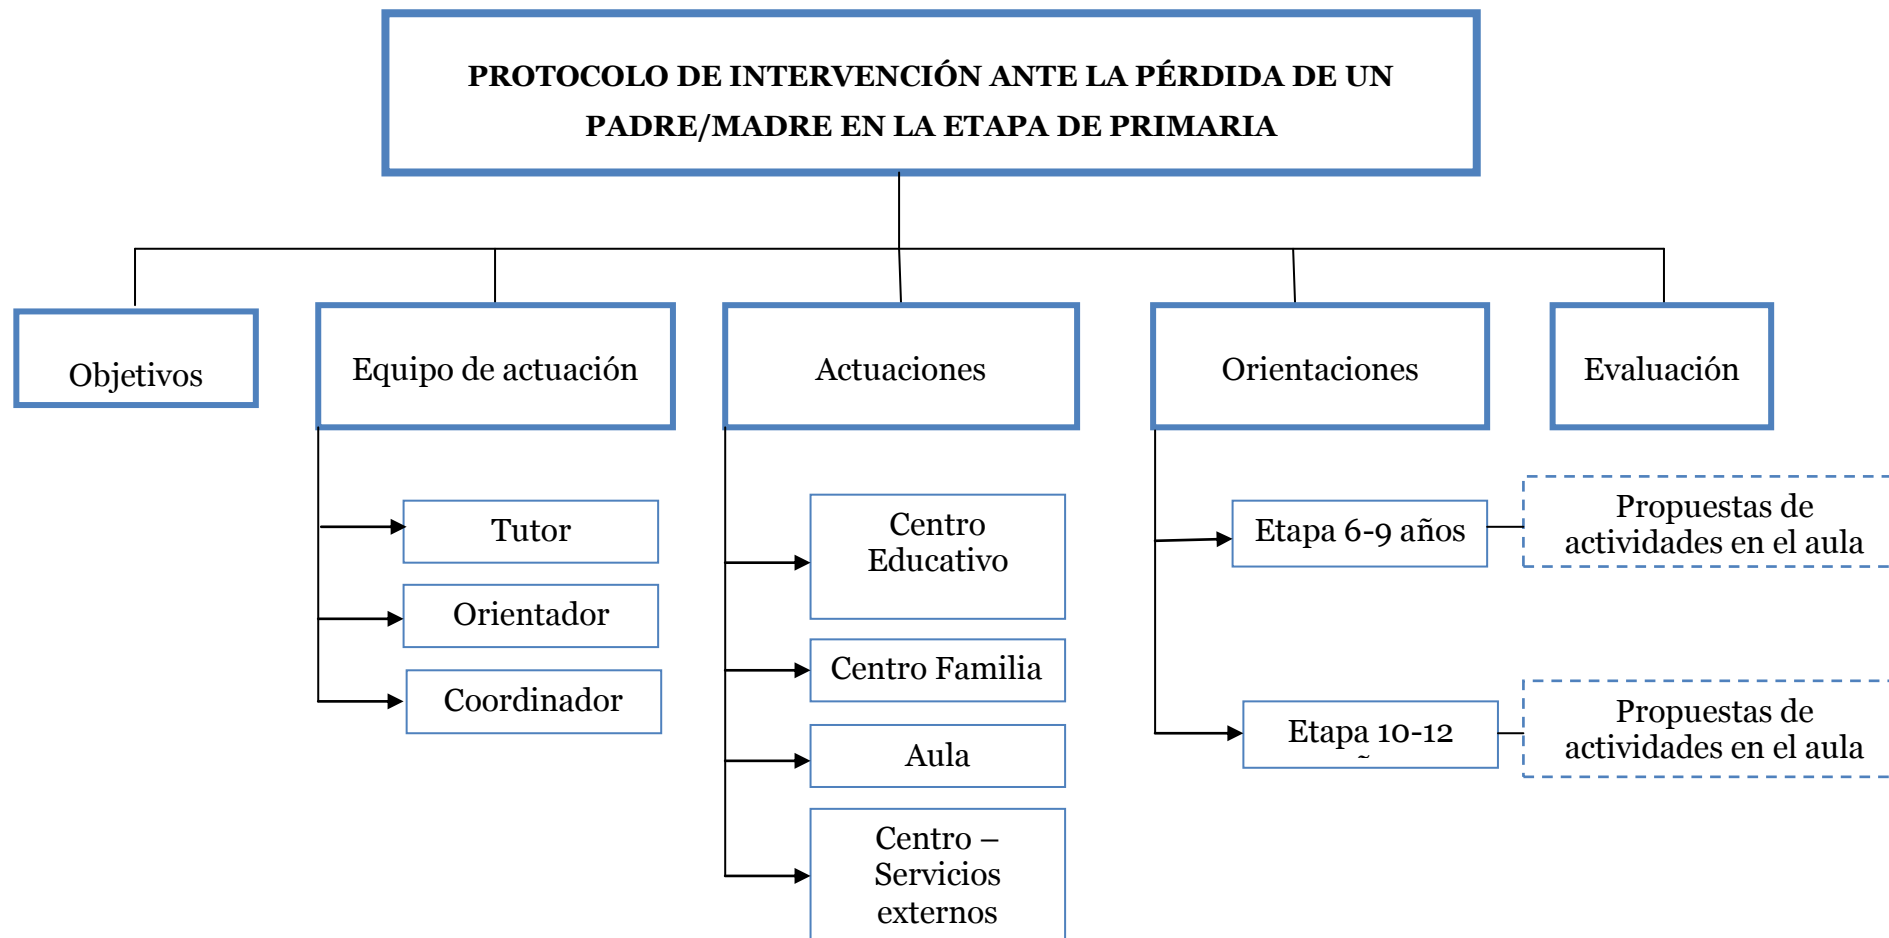 PROTOCOLO DE INTERVENCIÓN ANTE LA PÉRDIDA DE UN
PADRE/MADRE EN LA ETAPA DE PRIMARIA
Objetivos
Equipo de actuación
Actuaciones
Orientaciones
Evaluación
Tutor
Orientador
Coordinador
Centro
Educativo
Centro Familia
Aula
Centro –
Servicios
externos
Etapa 6-9 años
Propuestas de
actividades en el aula
Etapa 10-12
Propuestas de
actividades en el aula